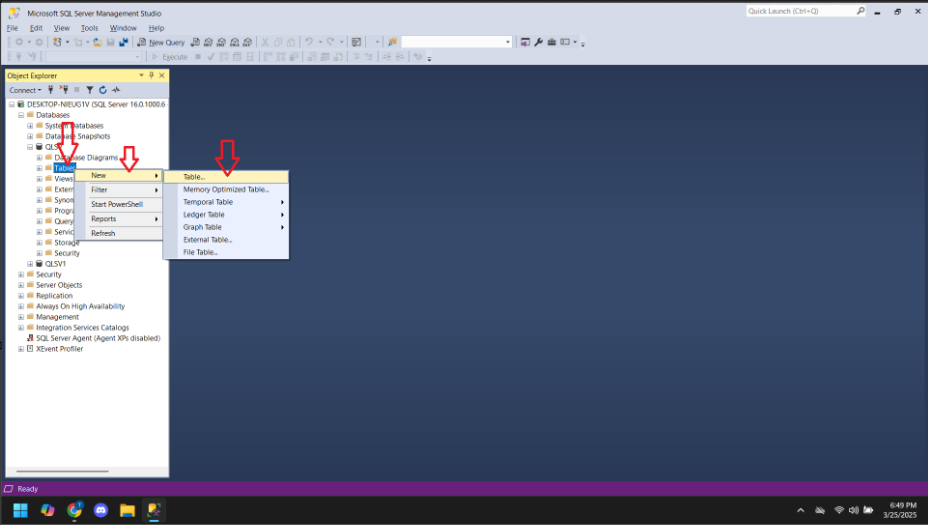 Microsoft SQL Server Management Studio
Quick Launch (Ctrl+Q)
File Edit View Tools Window Help
New Query
Execute
Object Explorer
Connect
DESKTOP-NIEUG1V (SQL Server 16.0.1000.6
Databases
System Databases
Database Snapshots
Database Diagrams
Tables
Views
Extern
Synon
Progra
Query
Servic
Storage
Security
QLSV1
Security
Server Objects
Replication
Always On High Availability
Management
Integration Services Catalogs
SQL Server Agent (Agent XPs disabled)
XEvent Profiler
New
Filter
Start PowerShell
Reports
Refresh
Table...
Memory Optimized Table...
Temporal Table
Ledger Table
Graph Table
External Table...
File Table...
Ready
6:49 PM
3/25/2025